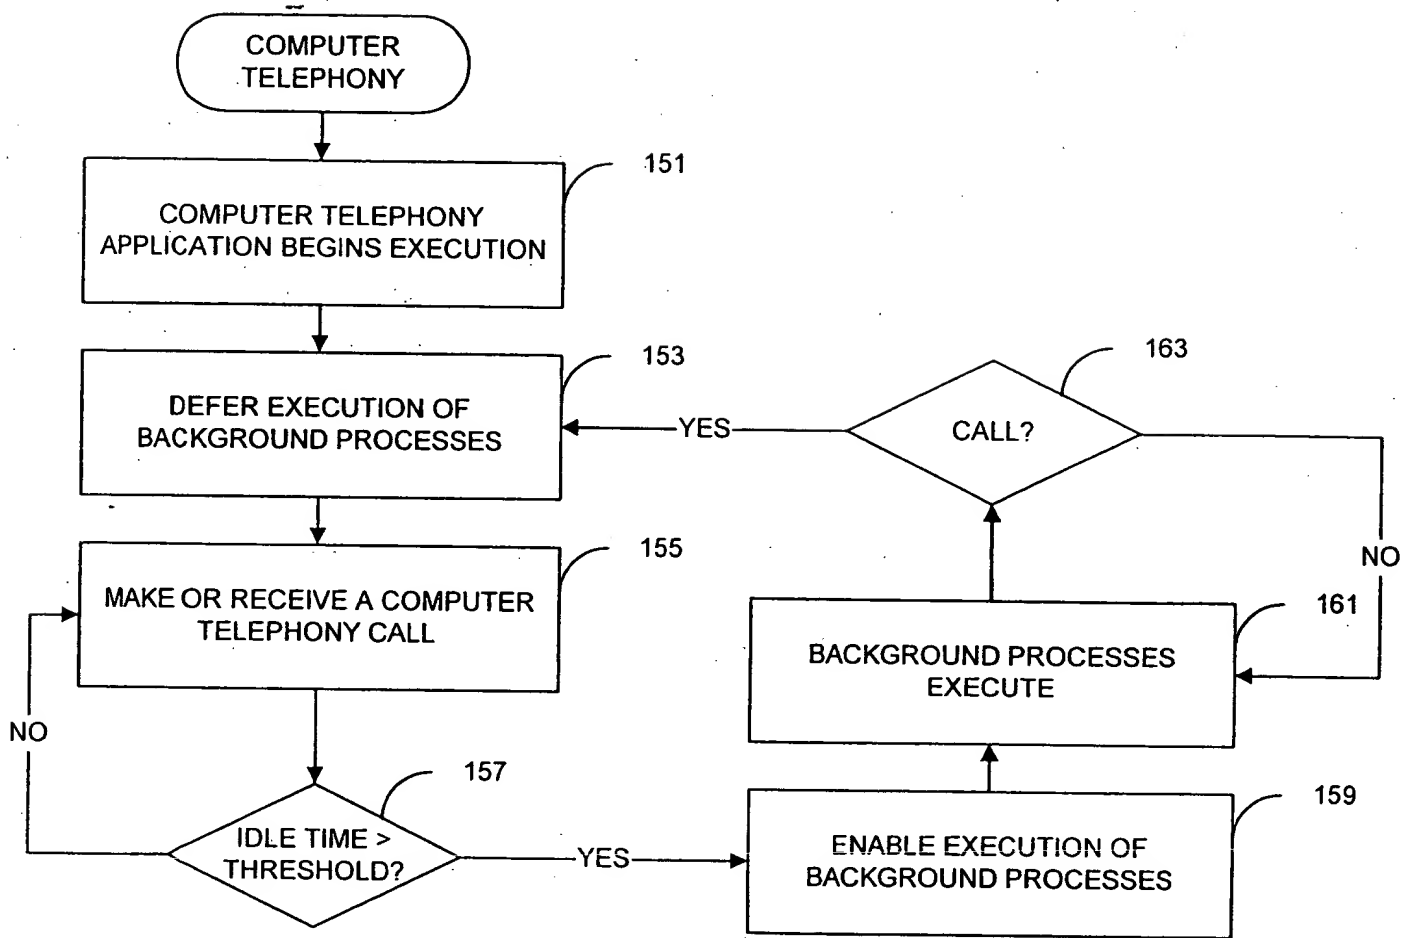 COMPUTER
TELEPHONY
151
COMPUTER TELEPHONY
APPLICATION BEGINS EXECUTION
153
DEFER EXECUTION OF
BACKGROUND PROCESSES
YES
163
CALL?
NO
155
MAKE OR RECEIVE A COMPUTER
TELEPHONY CALL
161
BACKGROUND PROCESSES
EXECUTE
NO
157
IDLE TIME >
THRESHOLD?
YES
159
ENABLE EXECUTION OF
BACKGROUND PROCESSES